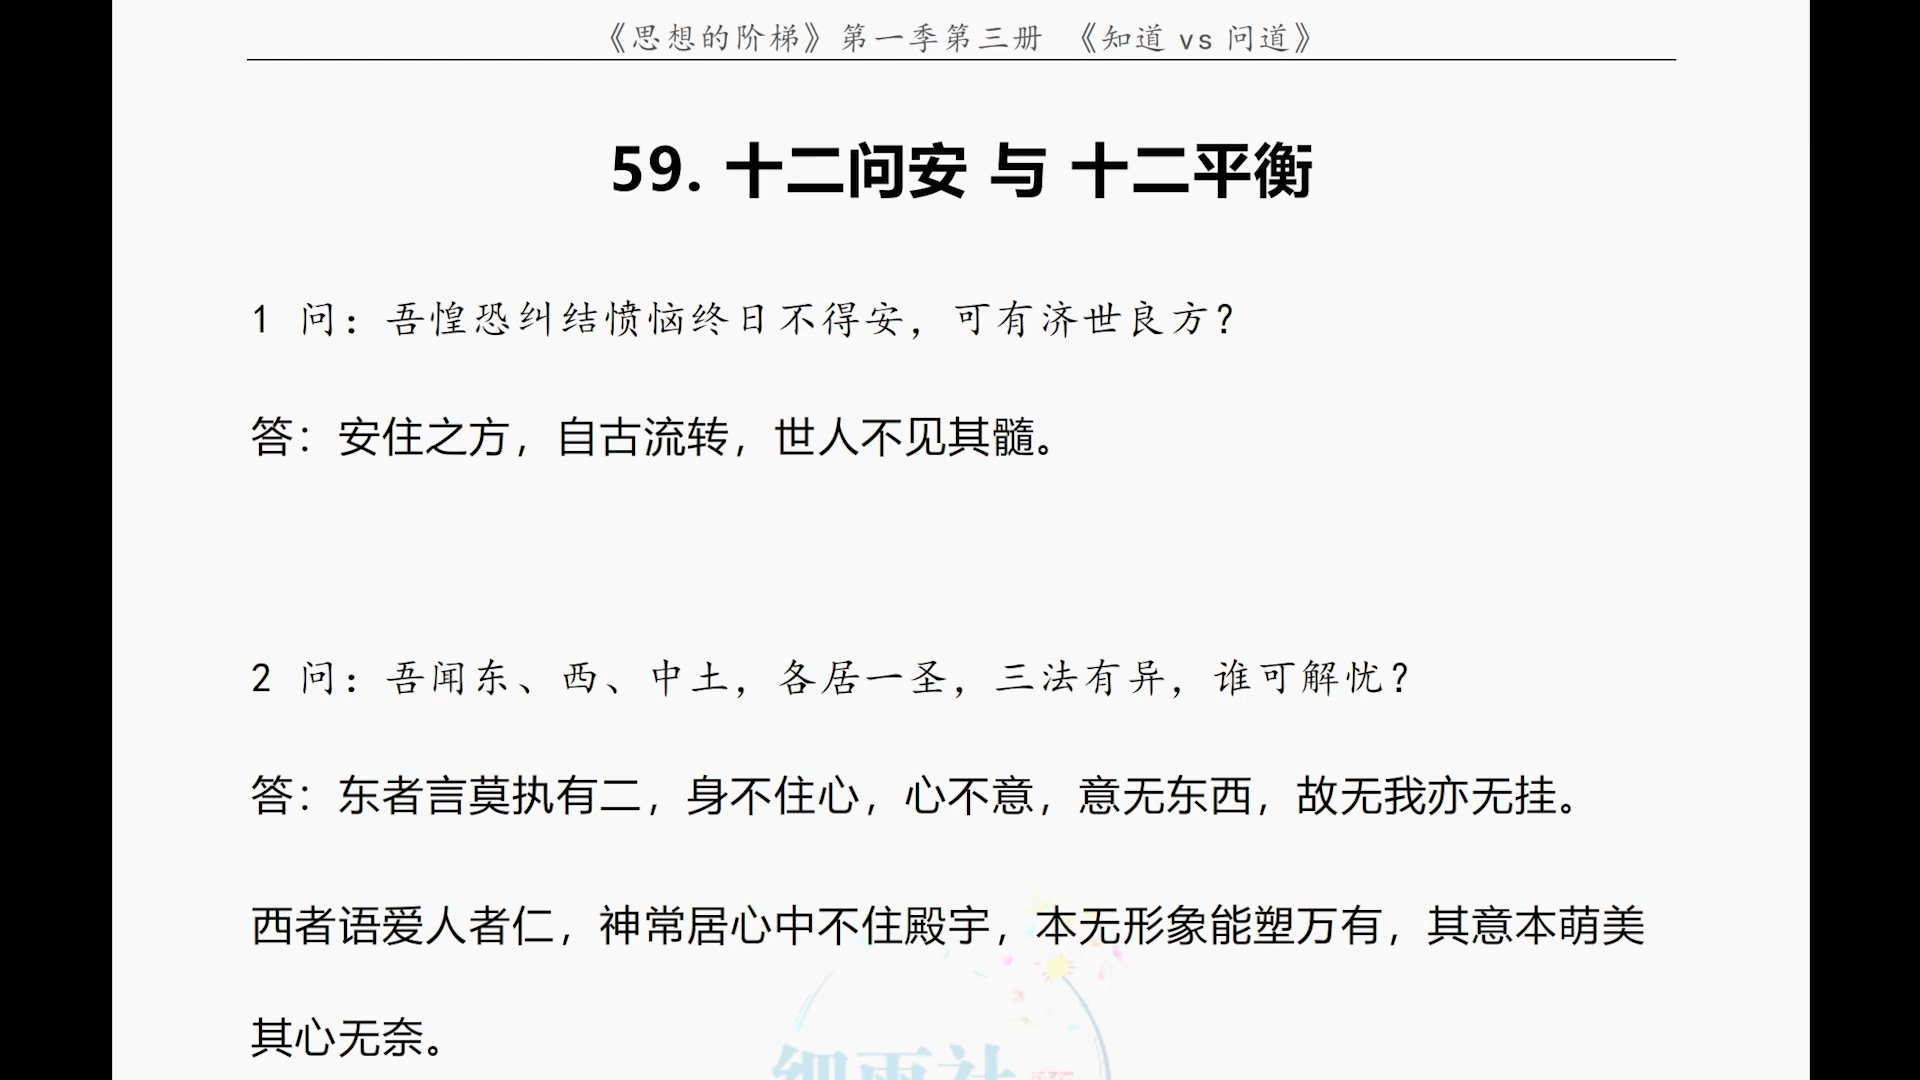 《思想的阶梯》第一季第三册 《知道 vs 问道》
59. 十二问安 与 十二平衡
1 问：吾惶恐纠结愤恼终日不得安，可有济世良方？
答：安住之方，自古流转，世人不见其髓。
2 问：吾闻东、西、中土，各居一圣，三法有异，谁可解忧？
答：东者言莫执有二，身不住心，心不意，意无东西，故无我亦无挂。
西者语爱人者仁，神常居心中不住殿宇，本无形象能塑万有，其意本萌美
其心无奈。
细雨社